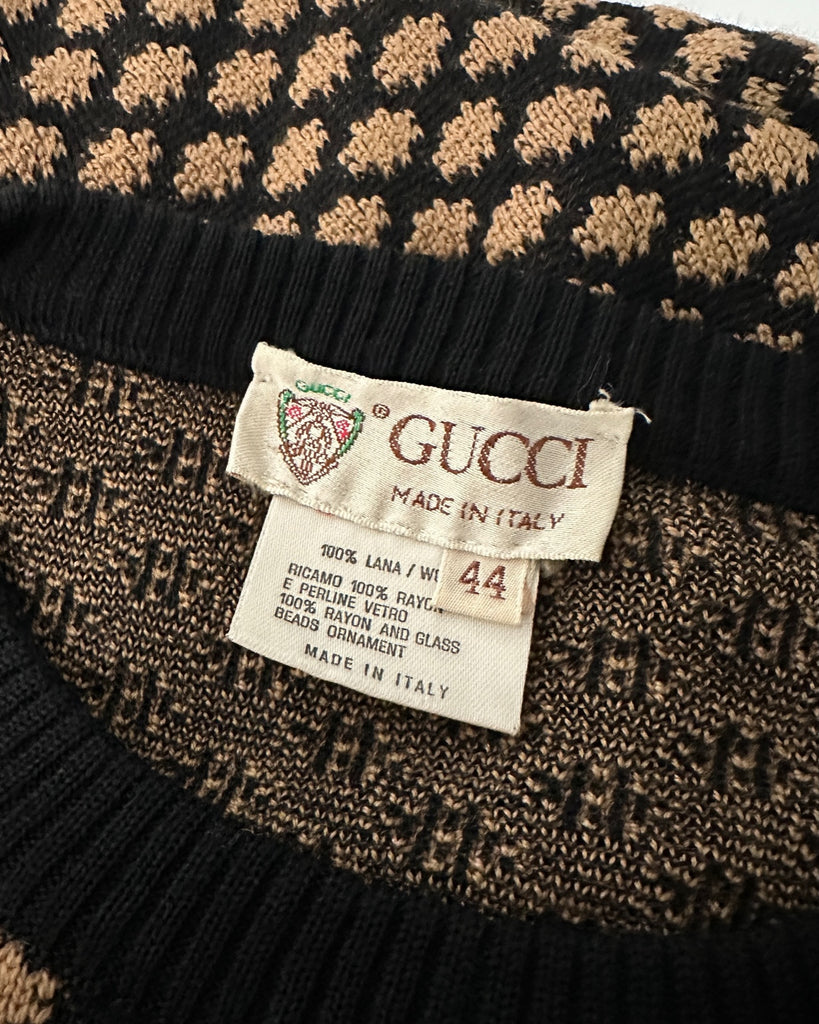 GUCCI
® GUCCI
MADE IN ITALY
100% LANA /
44
RICAMO 100% RAYON
E PERLINE VETRO
100% RAYON AND GLASS
BEADS ORNAMENT
MADE IN ITALY